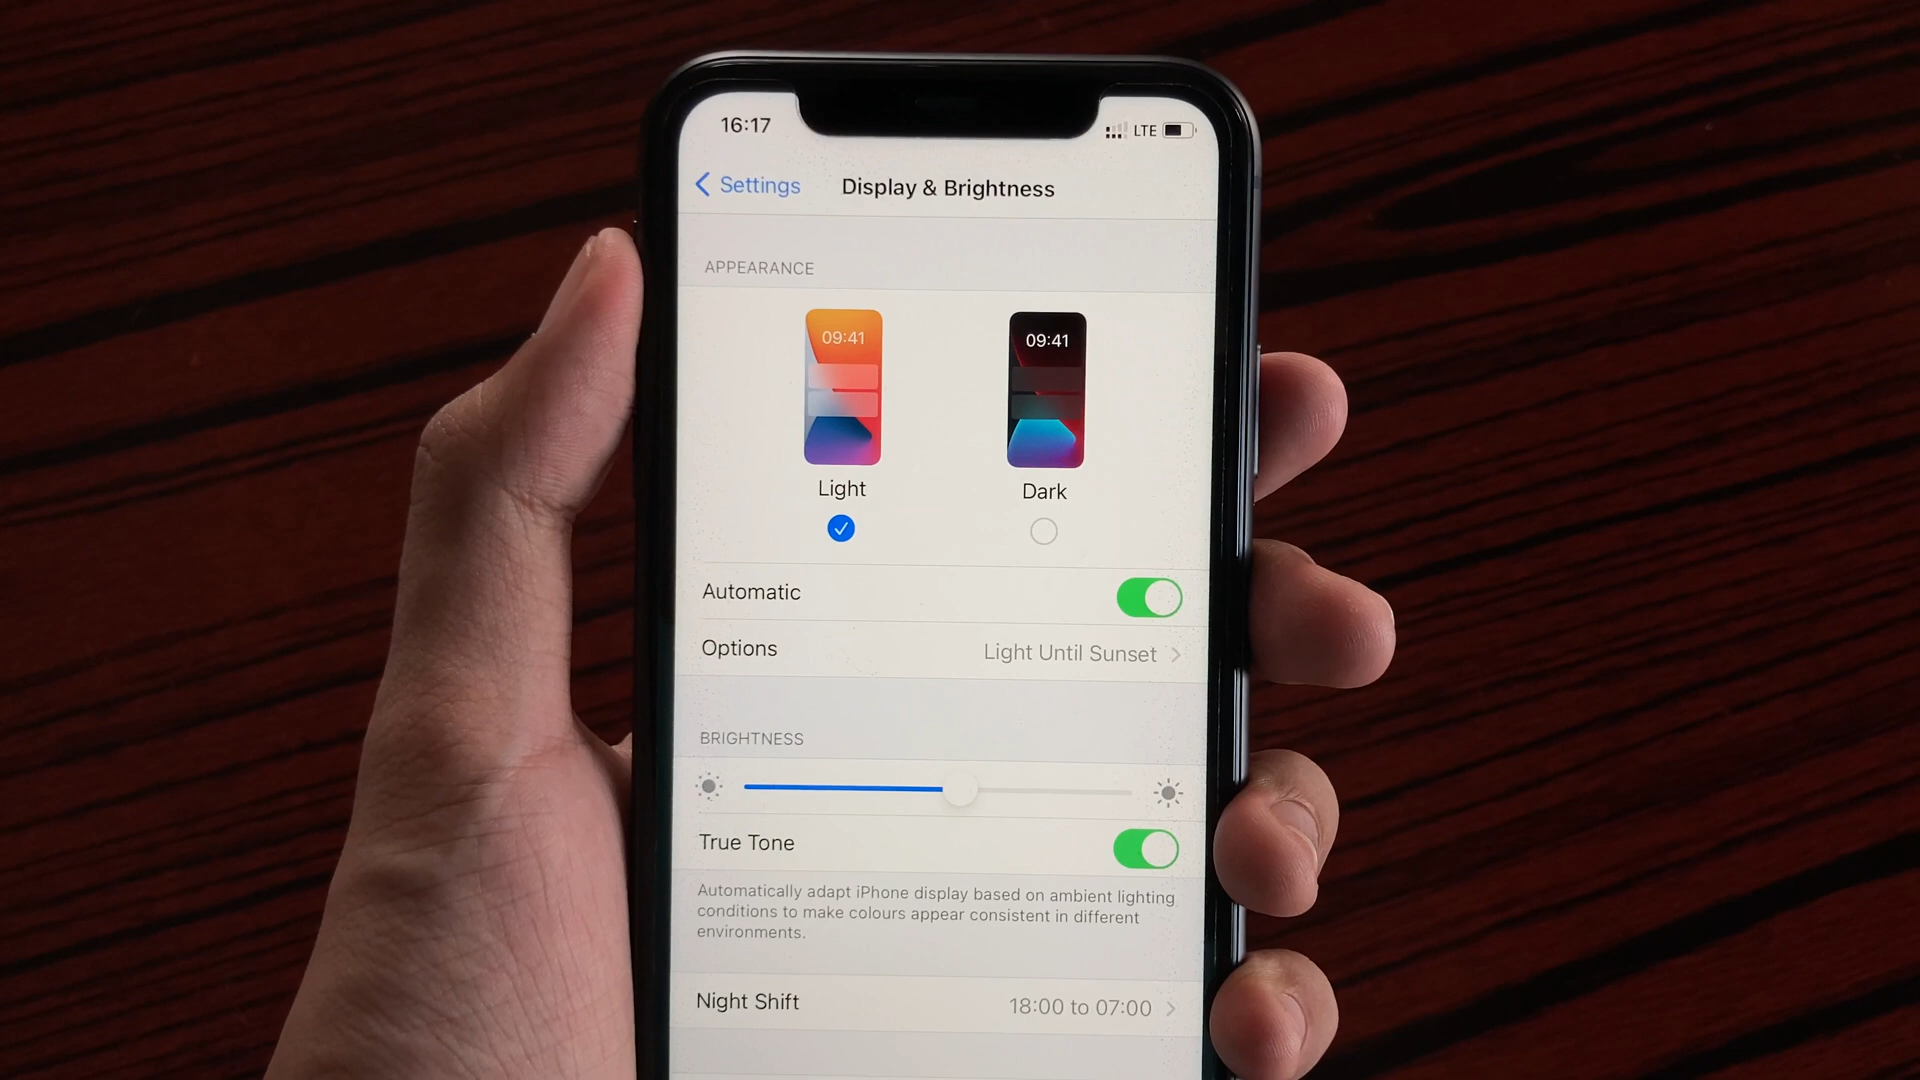 16:17 LTE
Settings Display & Brightness
APPEARANCE
09:41 09:41
Light Dark
Automatic
Options Light Until Sunset
BRIGHTNESS
True Tone
Automatically adapt iPhone display based on ambient lighting
conditions to make colours appear consistent in different
environments.
Night Shift 18:00 to 07:00